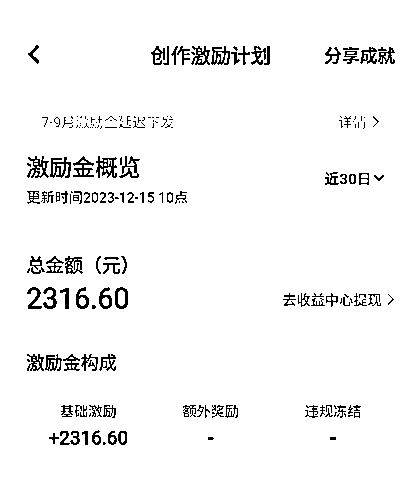 创作激励计划 分享成就
7-9月激励金延迟下发 详情
激励金概览
近30日
更新时间2023-12-15 10点
总金额（元）
2316.60 去收益中心提现
激励金构成
基础激励 额外奖励 违规冻结
+2316.60 - -